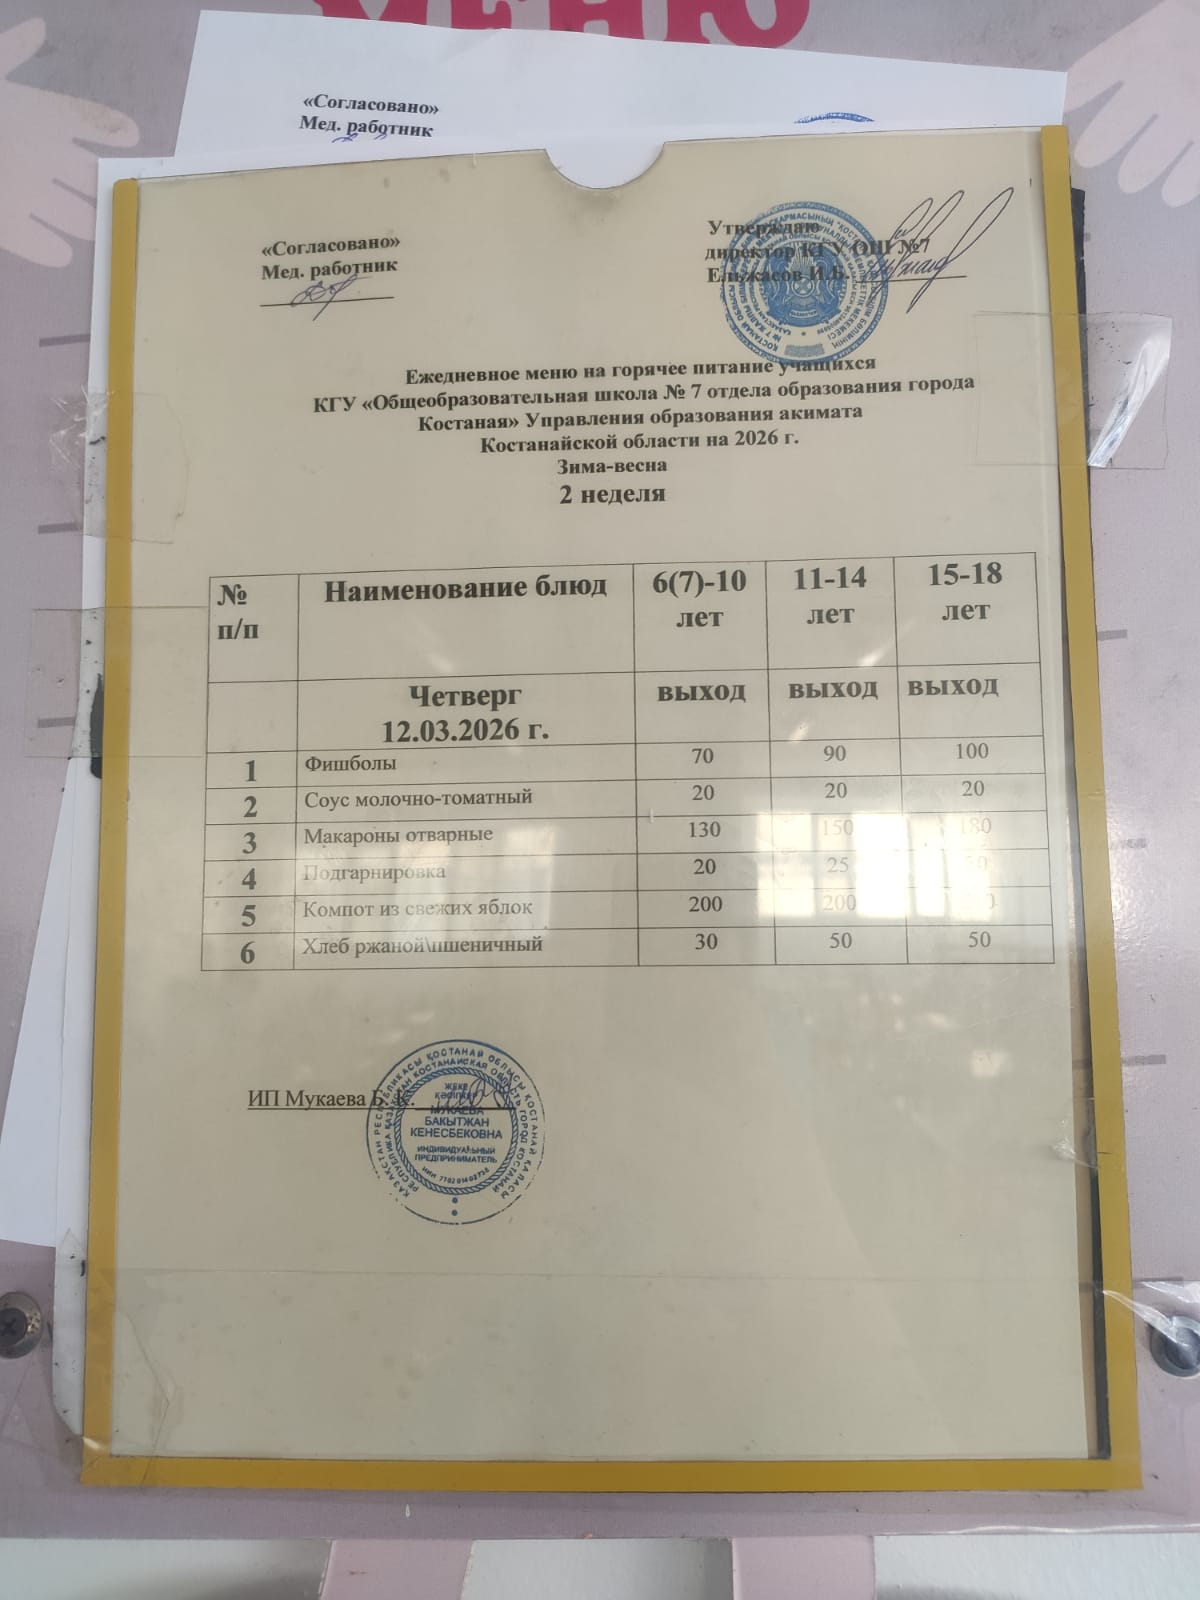 МЕНЮ
«Согласовано»
Мед. работник
«Согласовано»
Мед. работник
Утверждаю
директор КГУ ОШ №7
Ельжасов И.Б.
Ежедневное меню на горячее питание учащихся
КГУ «Общеобразовательная школа № 7 отдела образования города
Костаная» Управления образования акимата
Костанайской области на 2026 г.
Зима-весна
2 неделя
№ п/п Наименование блюд 6(7)-10 лет 11-14 лет 15-18 лет
Четверг 12.03.2026 г. выход выход выход
1 Фишболы 70 90 100
2 Соус молочно-томатный 20 20 20
3 Макароны отварные 130 150 180
4 Подгарнировка 20 25
5 Компот из свежих яблок 200 200
6 Хлеб ржаной\пшеничный 30 50 50
ИП Мукаева Б. К.
ЖЕКЕ
КӘСІПКЕР
МУКАЕВА
БАКЫТЖАН
КЕНЕСБЕКОВНА
ИНДИВИДУАЛЬНЫЙ
ПРЕДПРИНИМАТЕЛЬ